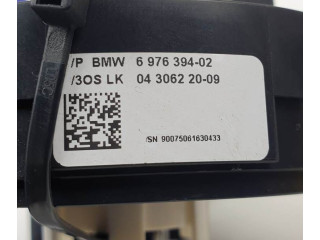 /P BMW 6 976 394-02
/3OS LK 04 3062 20-09
/SN 90075061630433